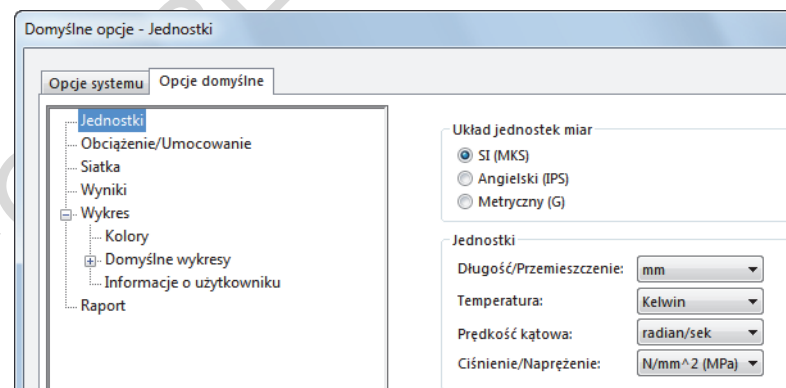 Domyślne opcje - Jednostki
Opcje systemu
Opcje domyślne
Jednostki
Obciążenie/Umocowanie
Siatka
Wyniki
Wykres
Kolory
Domyślne wykresy
Informacje o użytkowniku
Raport
Układ jednostek miar
SI (MKS)
Angielski (IPS)
Metryczny (G)
Jednostki
Długość/Przemieszczenie: mm
Temperatura: Kelwin
Prędkość kątowa: radian/sek
Ciśnienie/Naprężenie: N/mm^2 (MPa)